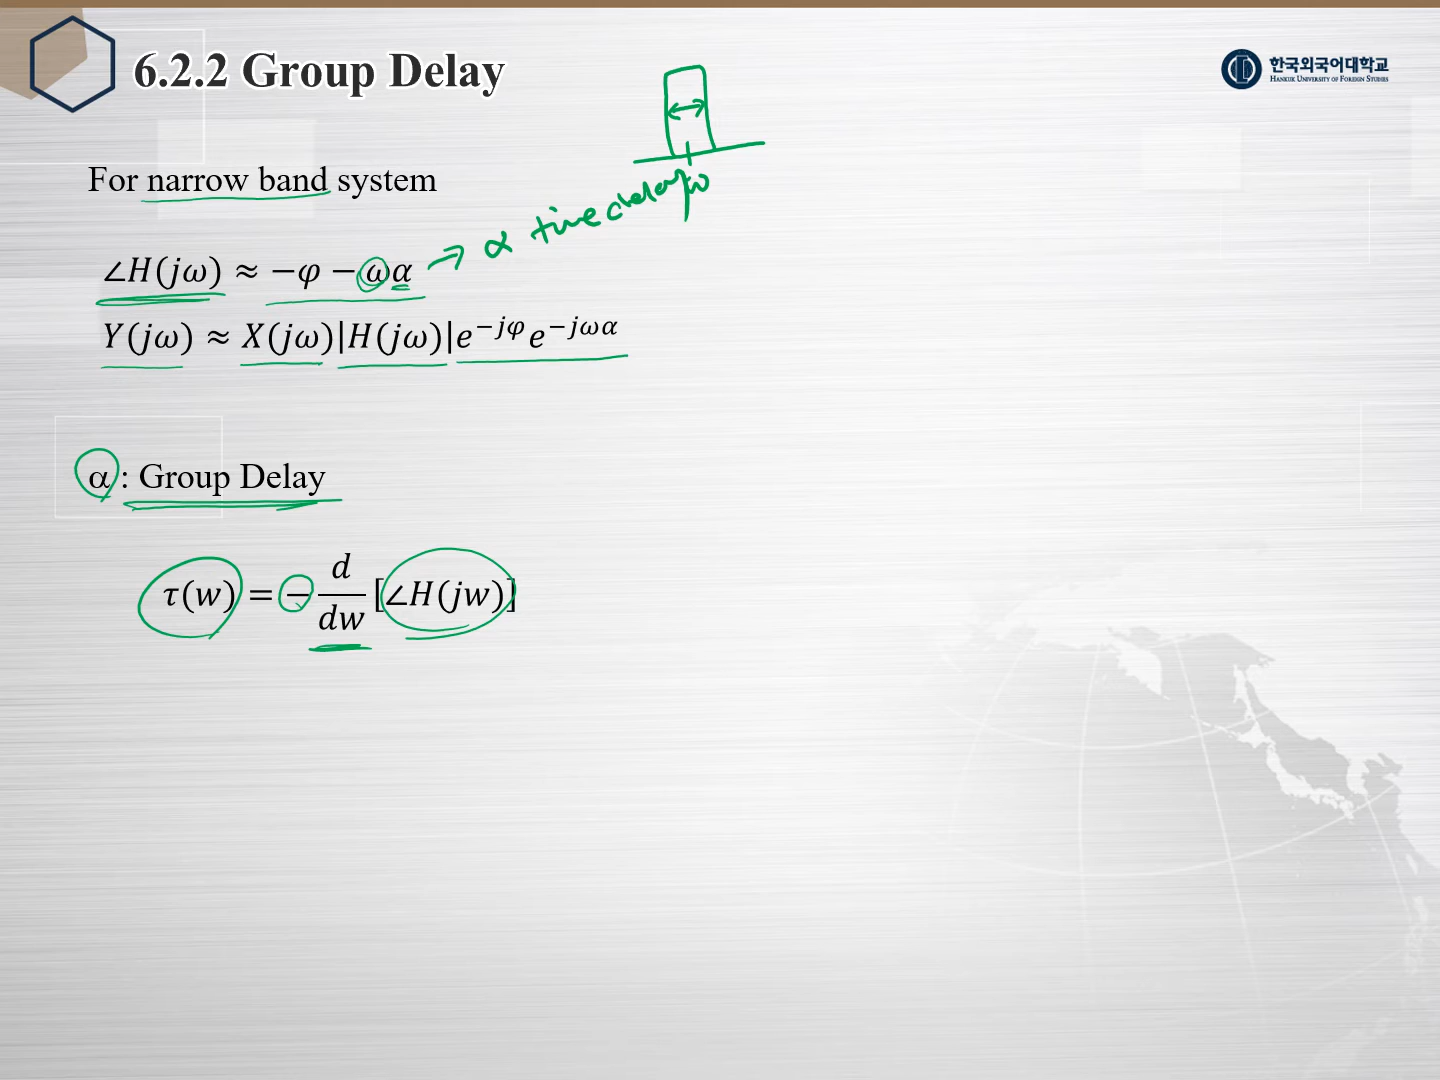 6.2.2 Group Delay
한국외국어대학교
HANKUK UNIVERSITY OF FOREIGN STUDIES
For narrow band system
ω
∠H(jω) ≈ −φ − ωα → α time delay
Y(jω) ≈ X(jω)|H(jω)|e^{−jφ}e^{−jωα}
α : Group Delay
τ(w) = − d/dw [∠H(jw)]